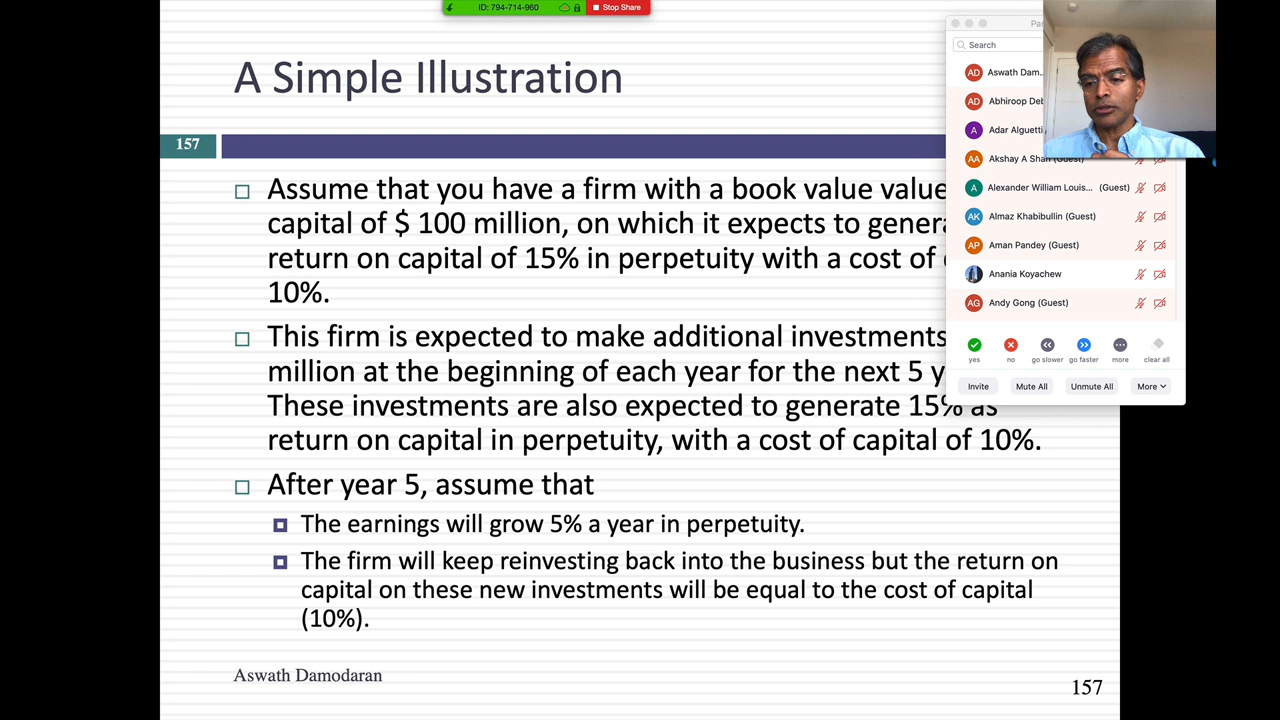 ID: 794-714-960
Stop Share
A Simple Illustration
157
Assume that you have a firm with a book value value
capital of $ 100 million, on which it expects to
return on capital of 15% in perpetuity with a cost of
10%.
This firm is expected to make additional investments
million at the beginning of each year for the next 5
These investments are also expected to generate 15% as
return on capital in perpetuity, with a cost of capital of 10%.
After year 5, assume that
The earnings will grow 5% a year in perpetuity.
The firm will keep reinvesting back into the business but the return on
capital on these new investments will be equal to the cost of capital
(10%).
Aswath Damodaran
157
Search
AD Aswath Dam...
AD Abhiroop
A Adar Alguetti
AA Akshay A Shah (Guest)
A Alexander William Louis... (Guest)
AK Almaz Khabibullin (Guest)
AP Aman Pandey (Guest)
Anania Koyachew
AG Andy Gong (Guest)
yes no go slower go faster more clear all
Invite Mute All Unmute All More